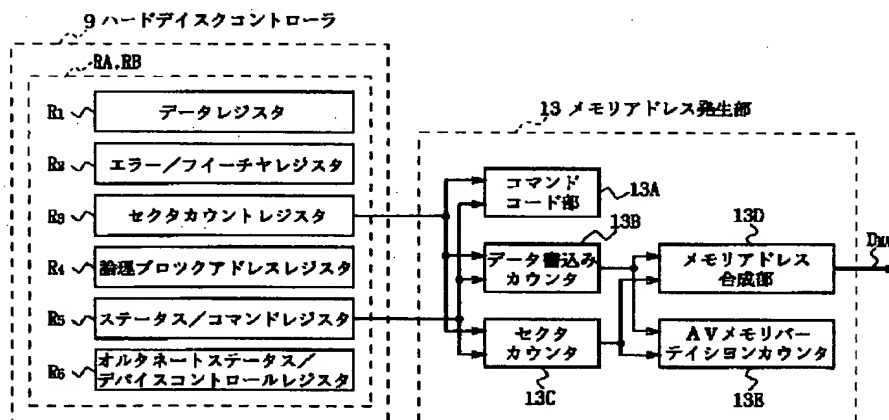 9 ハードデイスクコントローラ
RA,RB
R1
データレジスタ
R2
エラー/フイーチヤレジスタ
R3
セクタカウントレジスタ
R4
論理ブロツクアドレスレジスタ
R5
ステータス/コマンドレジスタ
R6
オルタネートステータス/
デバイスコントロールレジスタ
13 メモリアドレス発生部
コマンド
コード部
13A
13B
データ書込み
カウンタ
セクタ
カウンタ
13C
13D
メモリアドレス
合成部
AVメモリパー
テイシヨンカウンタ
13E